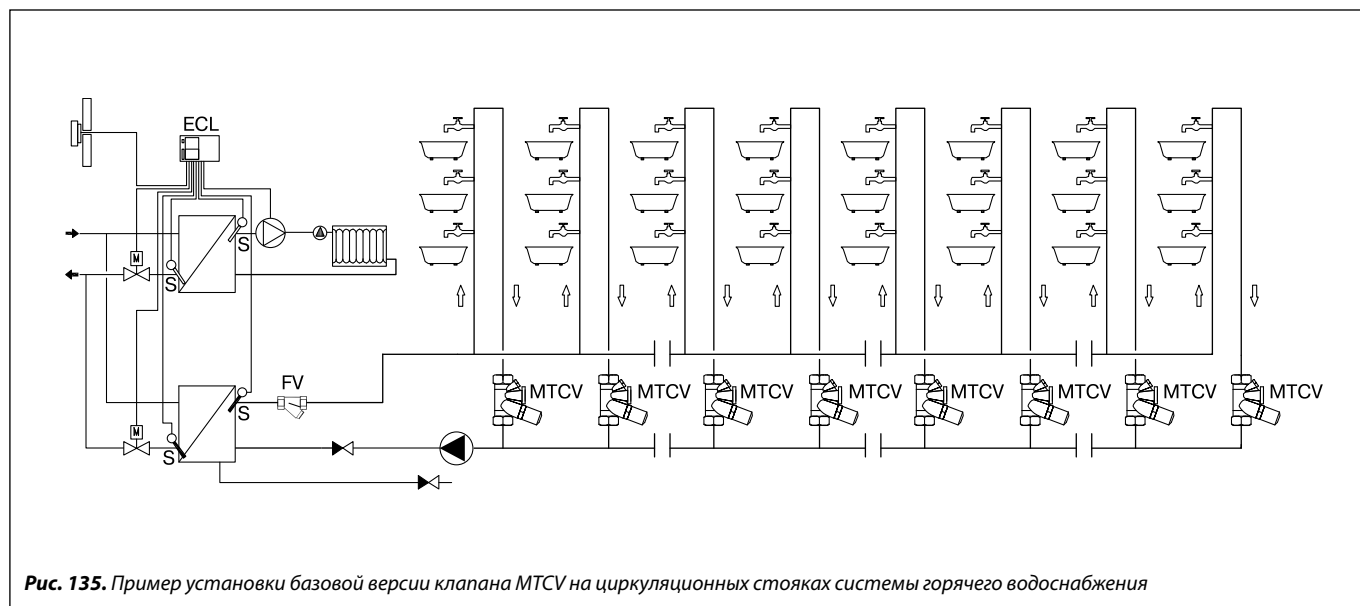 ECL
M
S
S
FV
M
S
S
MTCV
MTCV
MTCV
MTCV
MTCV
MTCV
MTCV
MTCV
Рис. 135. Пример установки базовой версии клапана MTCV на циркуляционных стояках системы горячего водоснабжения